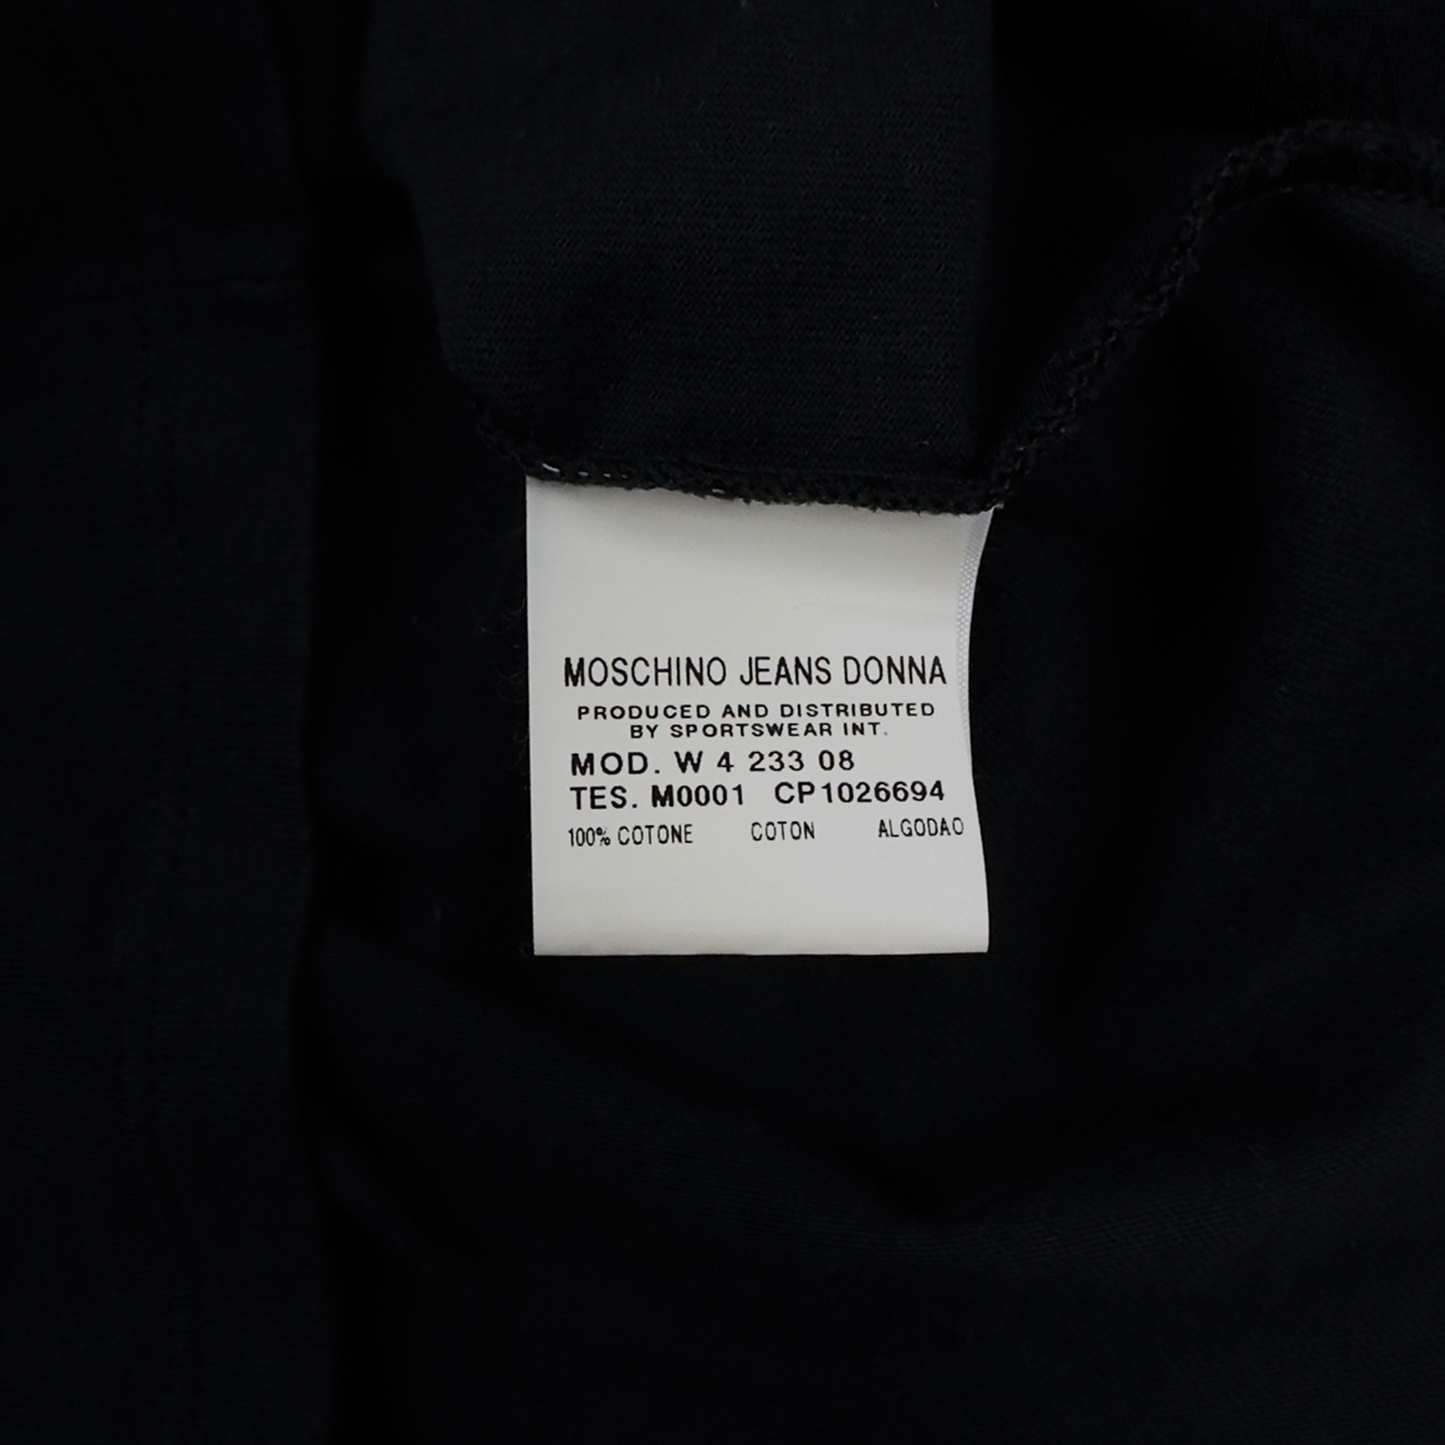 MOSCHINO JEANS DONNA
PRODUCED AND DISTRIBUTED
BY SPORTSWEAR INT.
MOD. W 4 233 08
TES. M0001 CP1026694
100% COTONE COTON ALGODAO